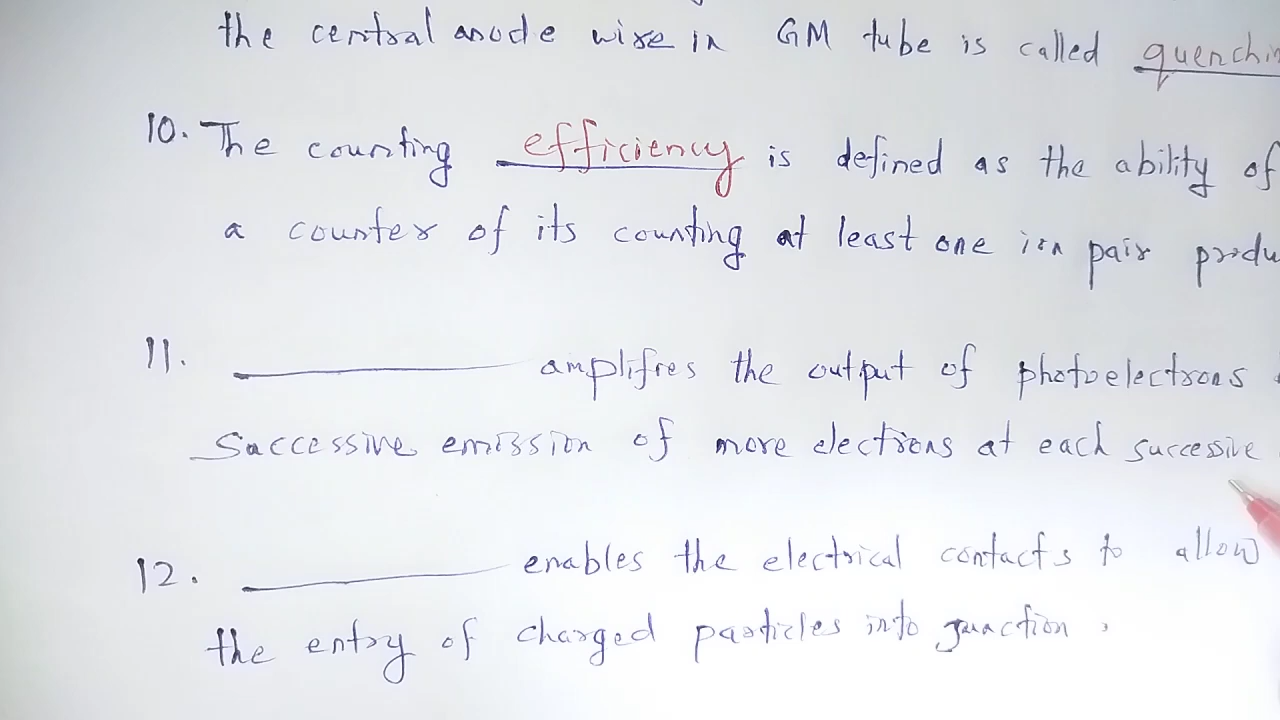 the central anode wire in GM tube is called quenchin
10. The counting efficiency is defined as the ability of
a counter of its counting at least one ion pair produ
11. __________ amplifies the output of photoelectrons
Successive emission of more electrons at each successive
12. __________ enables the electrical contacts to allow
the entry of charged particles into junction.